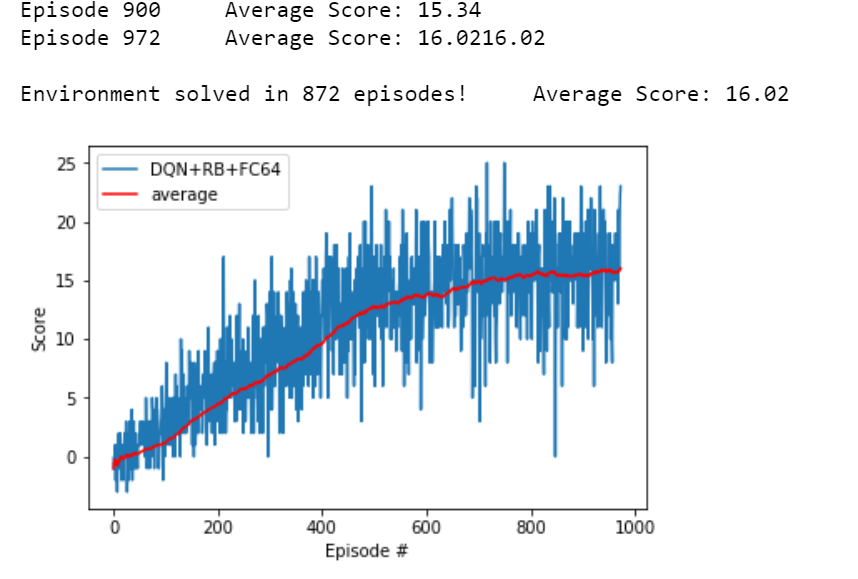 Episode 900 Average Score: 15.34
Episode 972 Average Score: 16.0216.02
Environment solved in 872 episodes! Average Score: 16.02
DQN+RB+FC64
average
25
20
15
10
5
0
Score
0 200 400 600 800 1000
Episode #